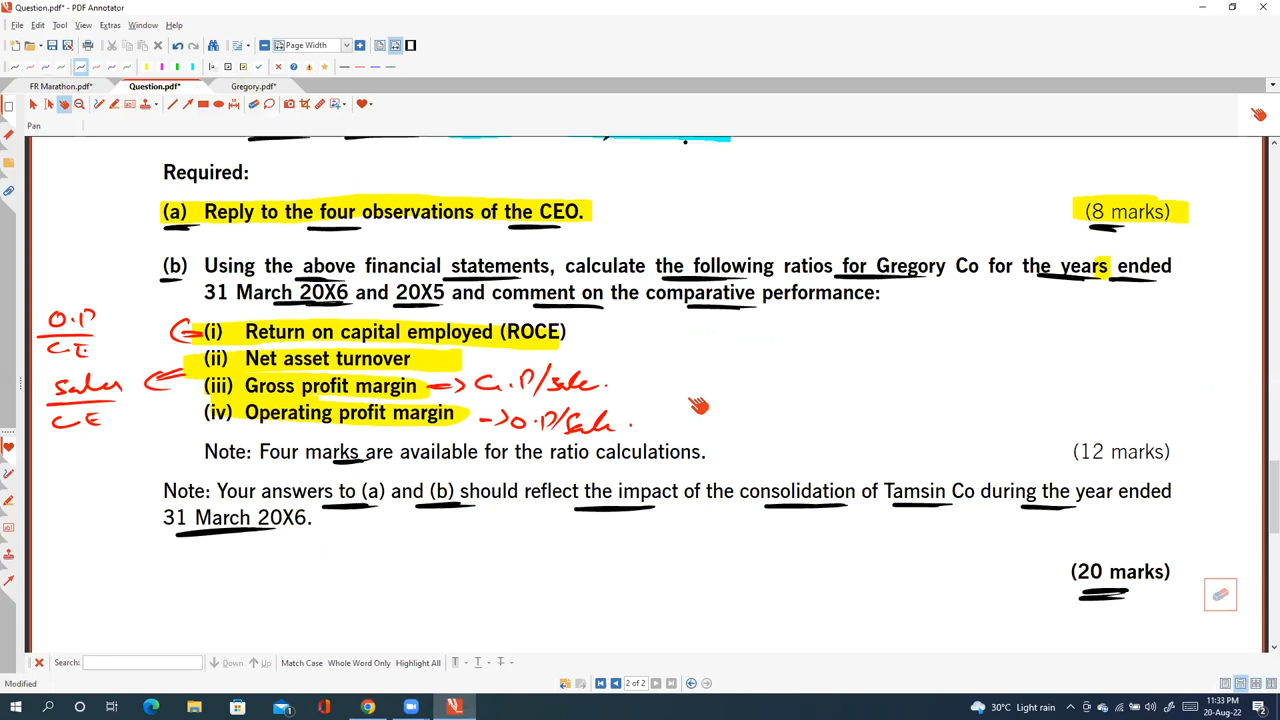 Question.pdf* - PDF Annotator
File Edit Tool View Extras Window Help
Page Width
FR Marathon.pdf* Question.pdf* Gregory.pdf*
Pan
Required:
(a) Reply to the four observations of the CEO. (8 marks)
(b) Using the above financial statements, calculate the following ratios for Gregory Co for the years ended
31 March 20X6 and 20X5 and comment on the comparative performance:
O.P
CE
(i) Return on capital employed (ROCE)
(ii) Net asset turnover
Sales
CE
(iii) Gross profit margin -> G.P/Sale.
(iv) Operating profit margin -> O.P/Sale.
Note: Four marks are available for the ratio calculations. (12 marks)
Note: Your answers to (a) and (b) should reflect the impact of the consolidation of Tamsin Co during the year ended
31 March 20X6.
(20 marks)
Search: Down Up Match Case Whole Word Only Highlight All
2 of 2
Modified
30°C Light rain
11:33 PM
20-Aug-22